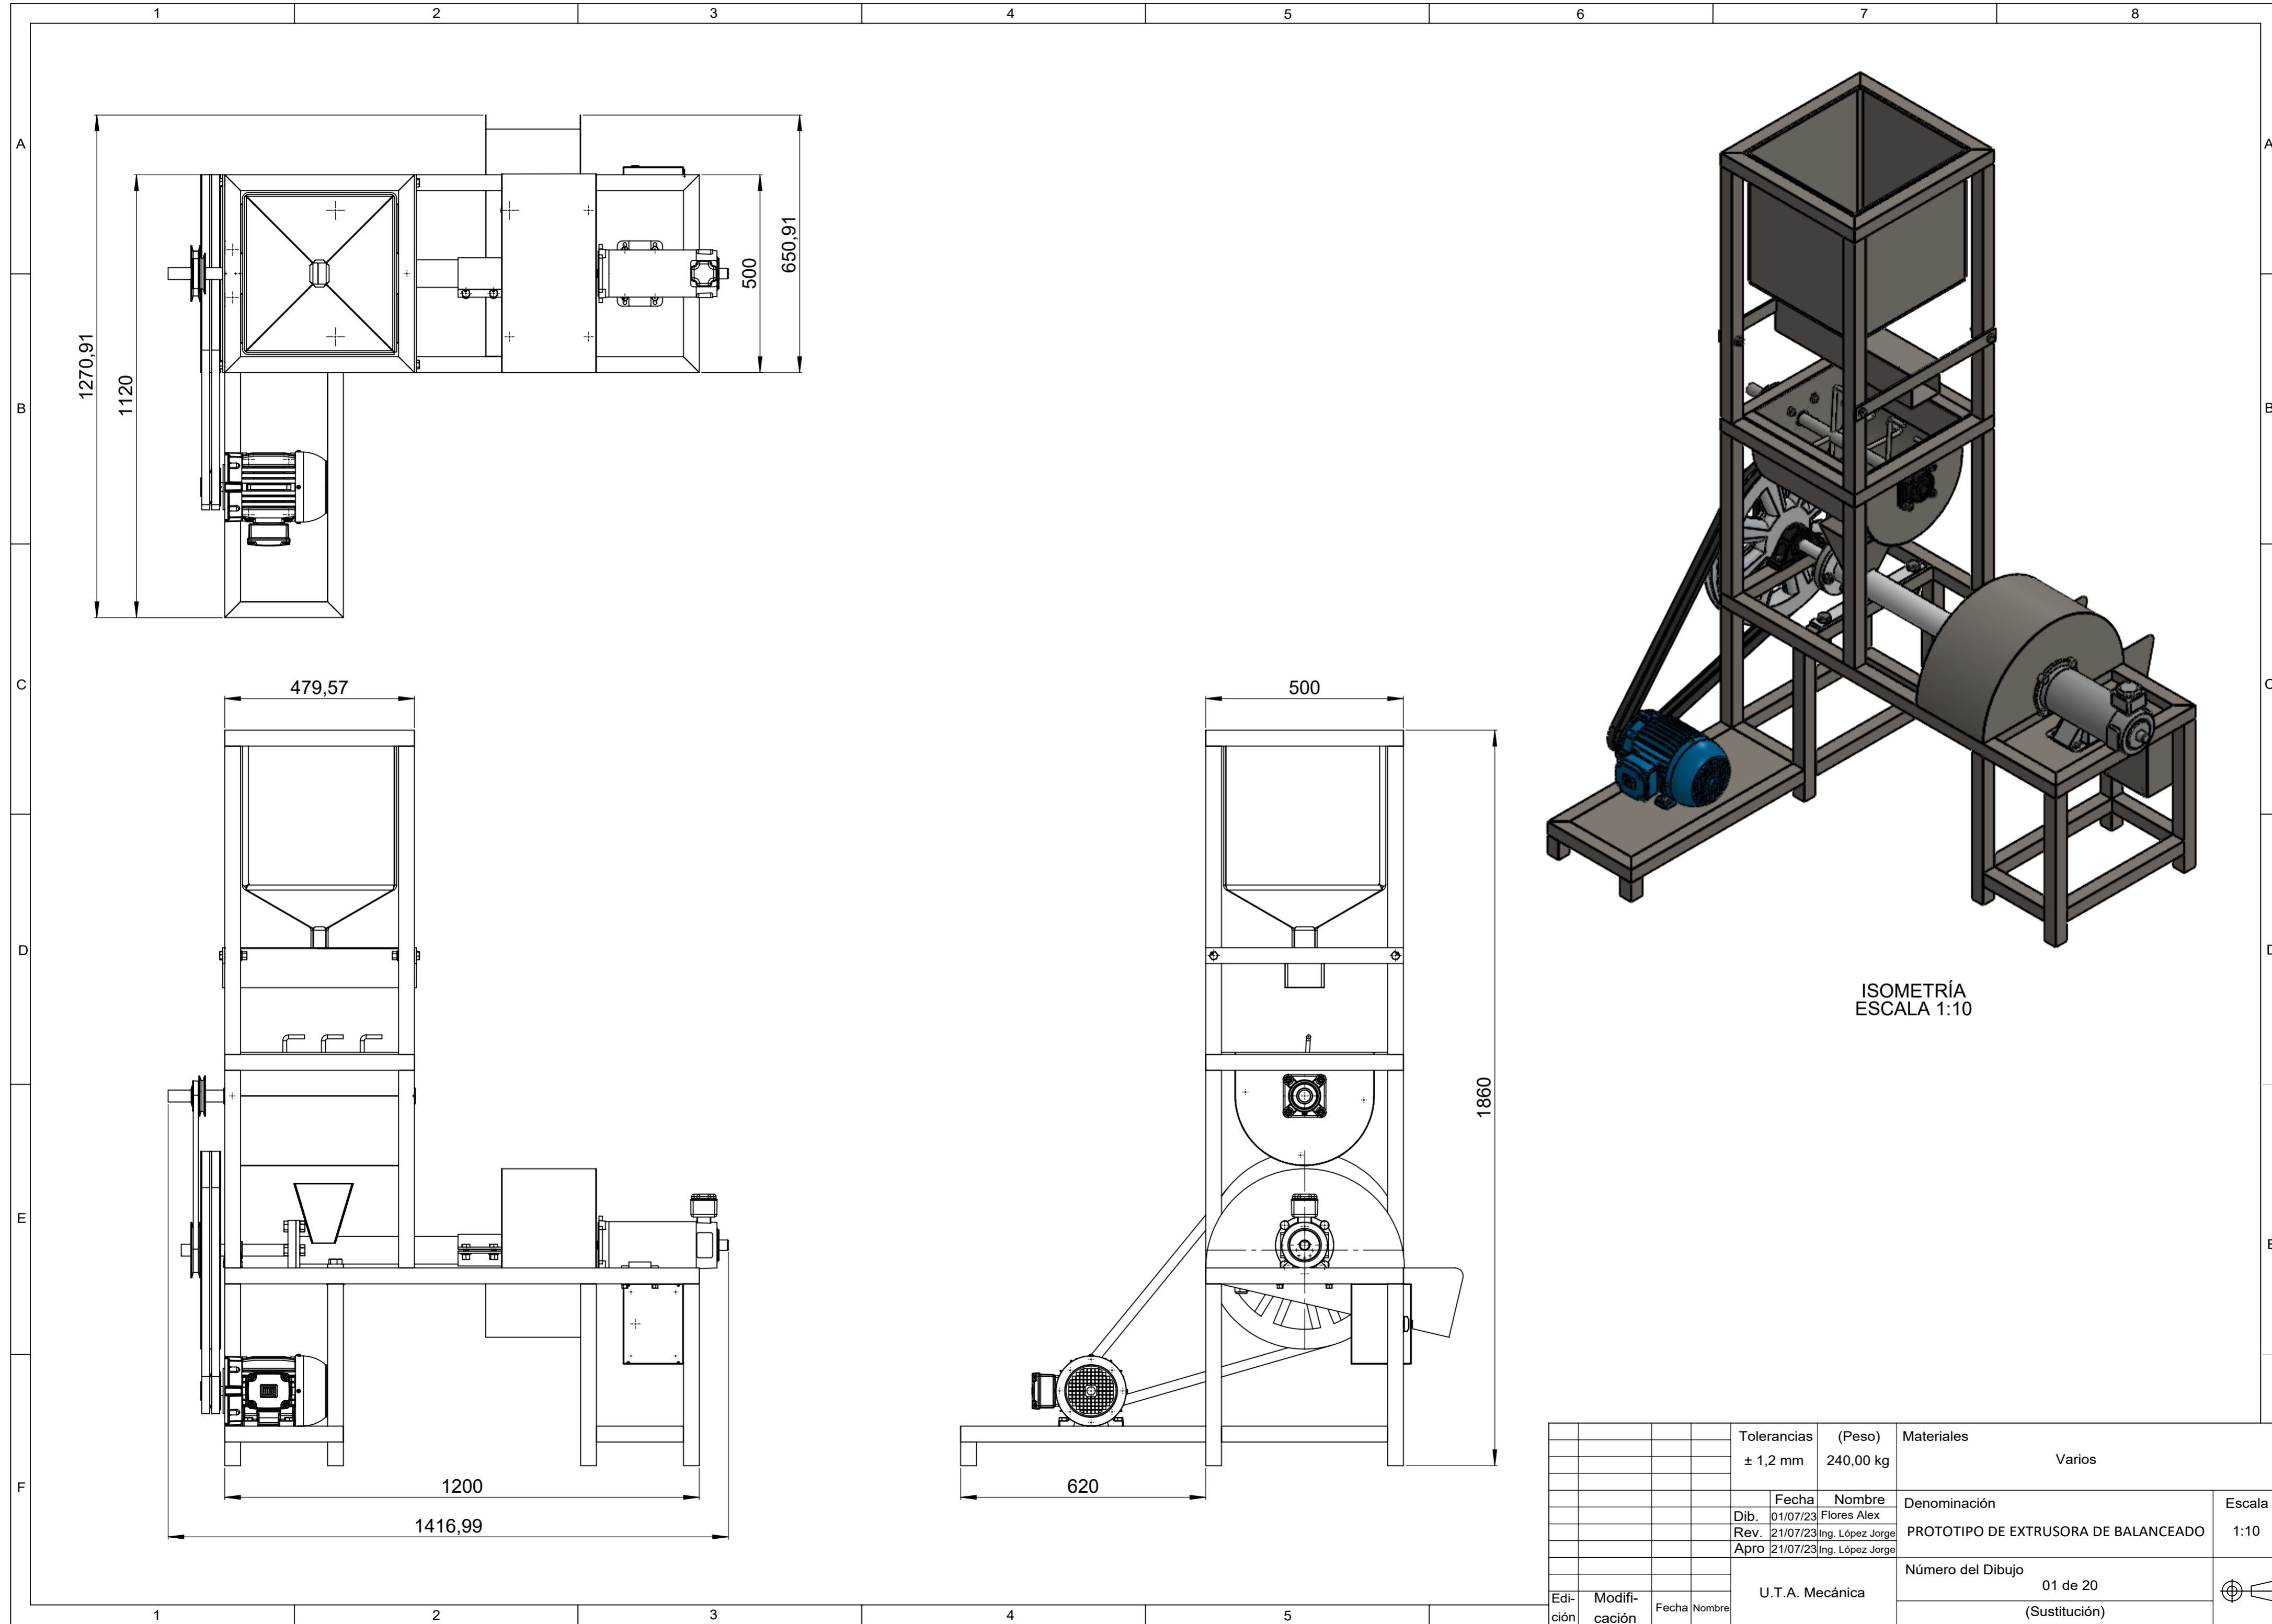 1 2 3 4 5 6 7 8
A A
B B
C C
D D
E E
F
1270,91
1120
500
650,91
479,57
1200
1416,99
500
1860
620
ISOMETRÍA
ESCALA 1:10
Tolerancias (Peso) Materiales
± 1,2 mm 240,00 kg Varios
Fecha Nombre Denominación Escala
Dib. 01/07/23 Flores Alex
Rev. 21/07/23 Ing. López Jorge PROTOTIPO DE EXTRUSORA DE BALANCEADO 1:10
Apro 21/07/23 Ing. López Jorge
Número del Dibujo
U.T.A. Mecánica 01 de 20
(Sustitución)
Edi-
ción
Modifi-
cación
Fecha Nombre
1 2 3 4 5